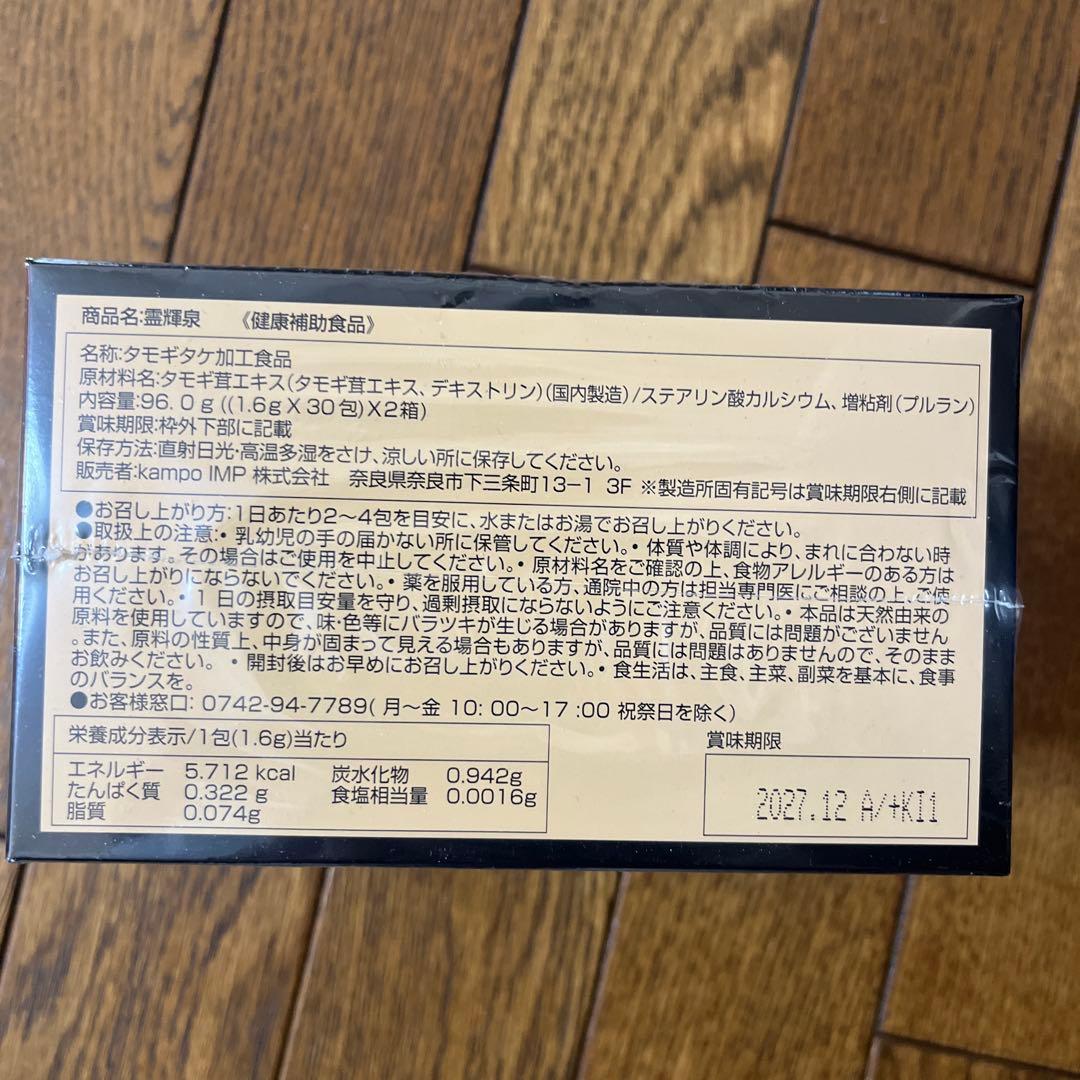 商品名:霊輝泉 《健康補助食品》
名称:タモギタケ加工食品
原材料名:タモギ茸エキス(タモギ茸エキス、デキストリン)(国内製造)/ステアリン酸カルシウム、増粘剤(プルラン)
内容量:96.0g((1.6g X 30包)X2箱)
賞味期限:枠外下部に記載
保存方法:直射日光・高温多湿をさけ、涼しい所に保存してください。
販売者:kampo IMP 株式会社 奈良県奈良市下三条町13-1 3F ※製造所固有記号は賞味期限右側に記載
●お召し上がり方:1日あたり2〜4包を目安に、水またはお湯でお召し上がりください。
●取扱上の注意:・乳幼児の手の届かない所に保管してください。・体質や体調により、まれに合わない時
があります。その場合はご使用を中止してください。・原材料名をご確認の上、食物アレルギーのある方は
お召し上がりにならないでください。・薬を服用している方、通院中の方は担当専門医にご相談の上、ご使
用ください。・1日の摂取目安量を守り、過剰摂取にならないようにご注意ください。・本品は天然由来の
原料を使用していますので、味・色等にバラツキが生じる場合がありますが、品質には問題がございません
。また、原料の性質上、中身が固まって見える場合もありますが、品質には問題はありませんので、そのまま
お飲みください。・開封後はお早めにお召し上がりください。・食生活は、主食、主菜、副菜を基本に、食事
のバランスを。
●お客様窓口: 0742-94-7789(月〜金 10:00〜17:00 祝祭日を除く)
栄養成分表示/1包(1.6g)当たり
エネルギー 5.712 kcal 炭水化物 0.942g
たんぱく質 0.322 g 食塩相当量 0.0016g
脂質 0.074g
賞味期限
2027.12 A/+KI1